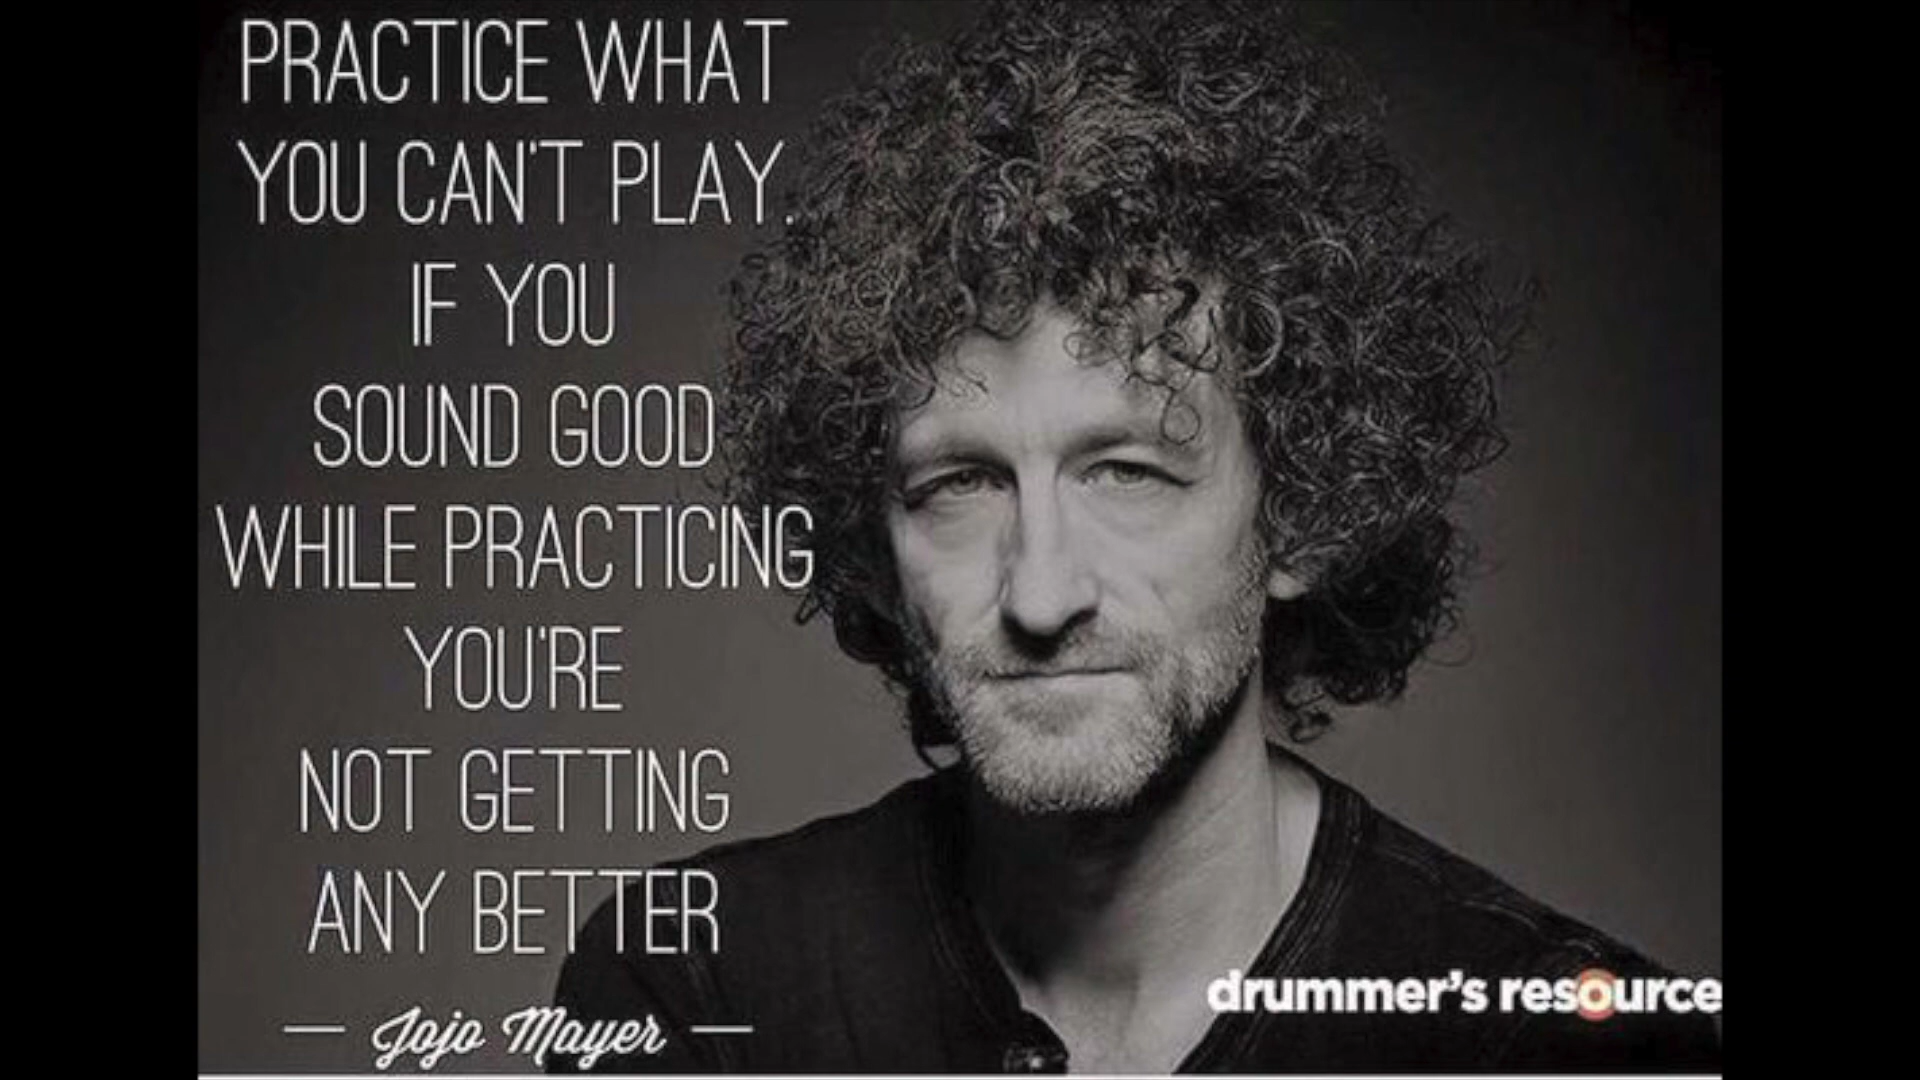 PRACTICE WHAT
YOU CAN'T PLAY.
IF YOU
SOUND GOOD
WHILE PRACTICING
YOU'RE
NOT GETTING
ANY BETTER
— Jojo Mayer —
drummer's resource